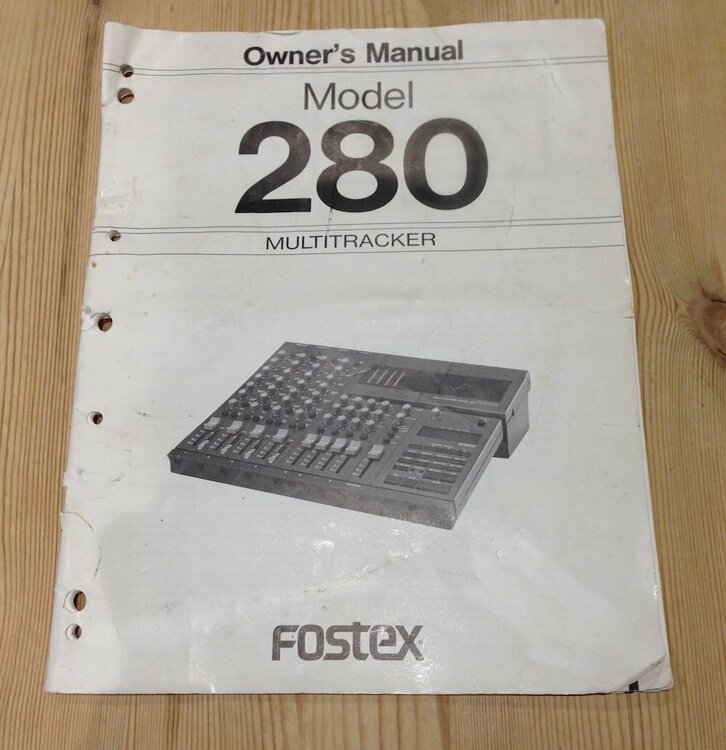 Owner's Manual
Model
280
MULTITRACKER
FOSTEX